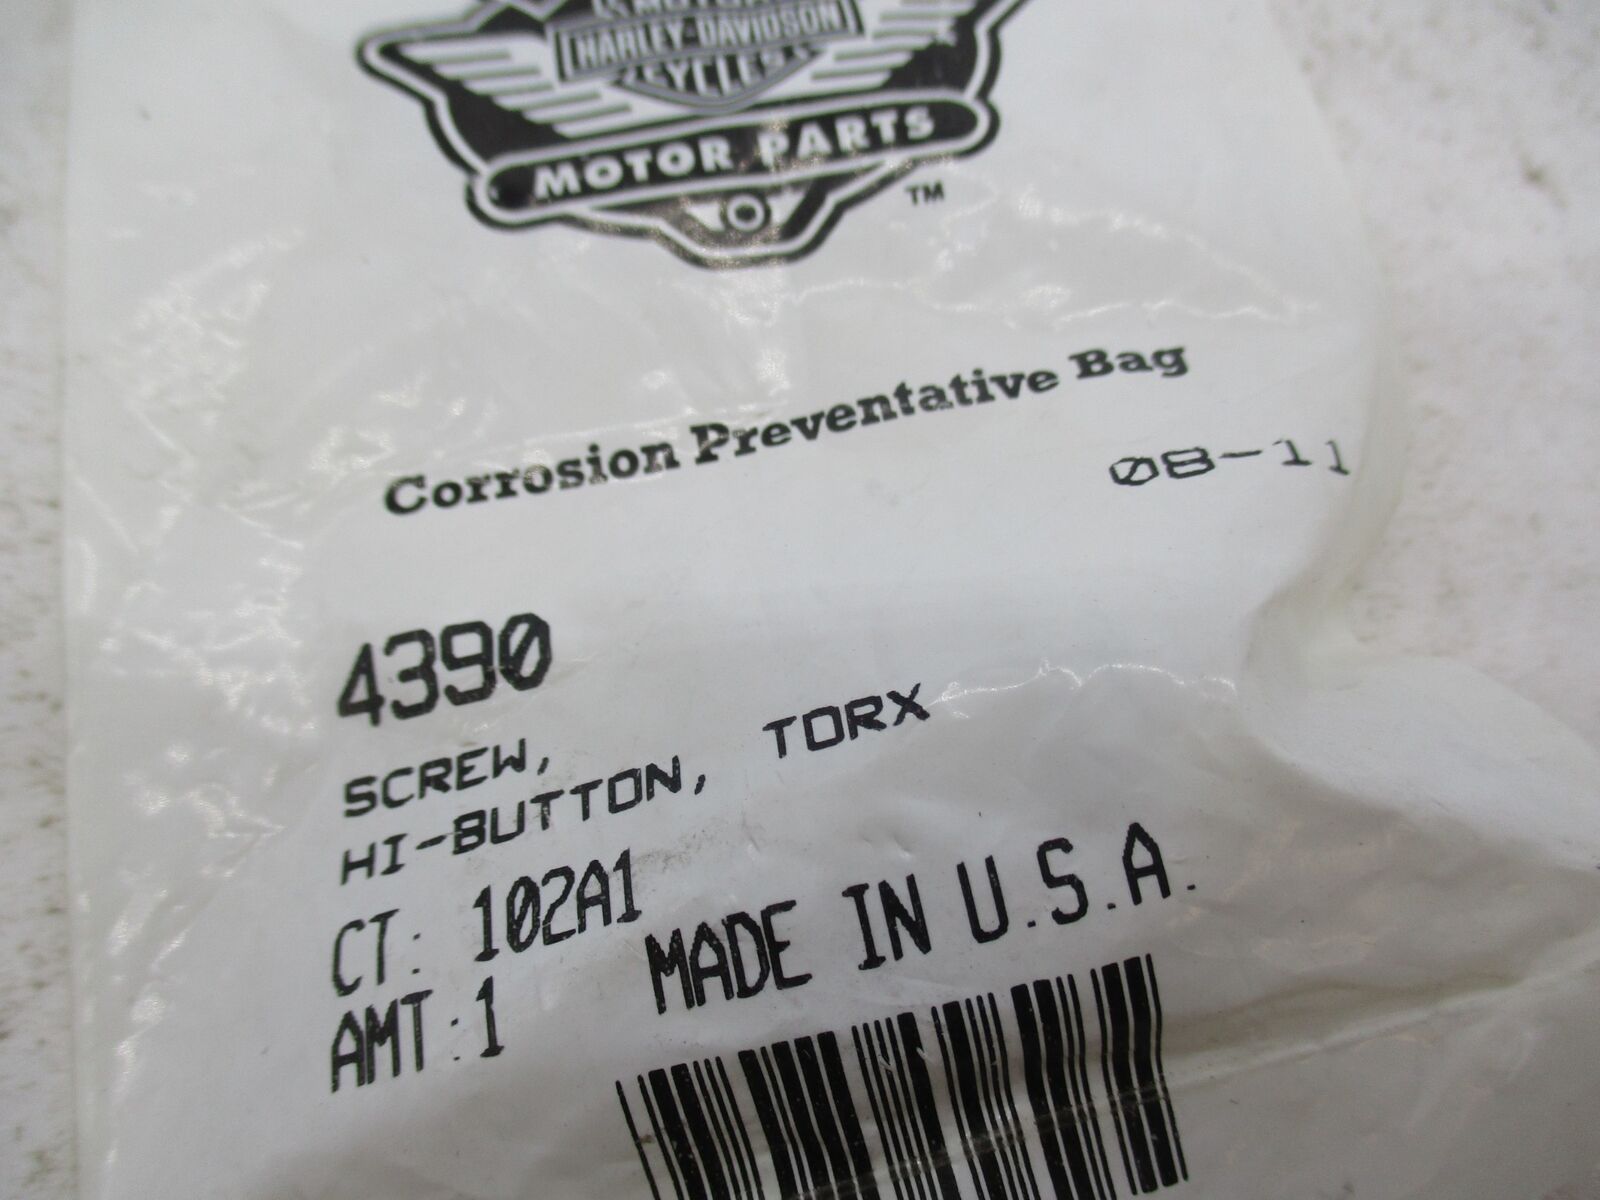 MOTOR
HARLEY-DAVIDSON
CYCLES
MOTOR PARTS
TM
Corrosion Preventative Bag
08-11
4390
SCREW,
HI-BUTTON, TORX
CT: 102A1
MADE IN U.S.A.
AMT:1